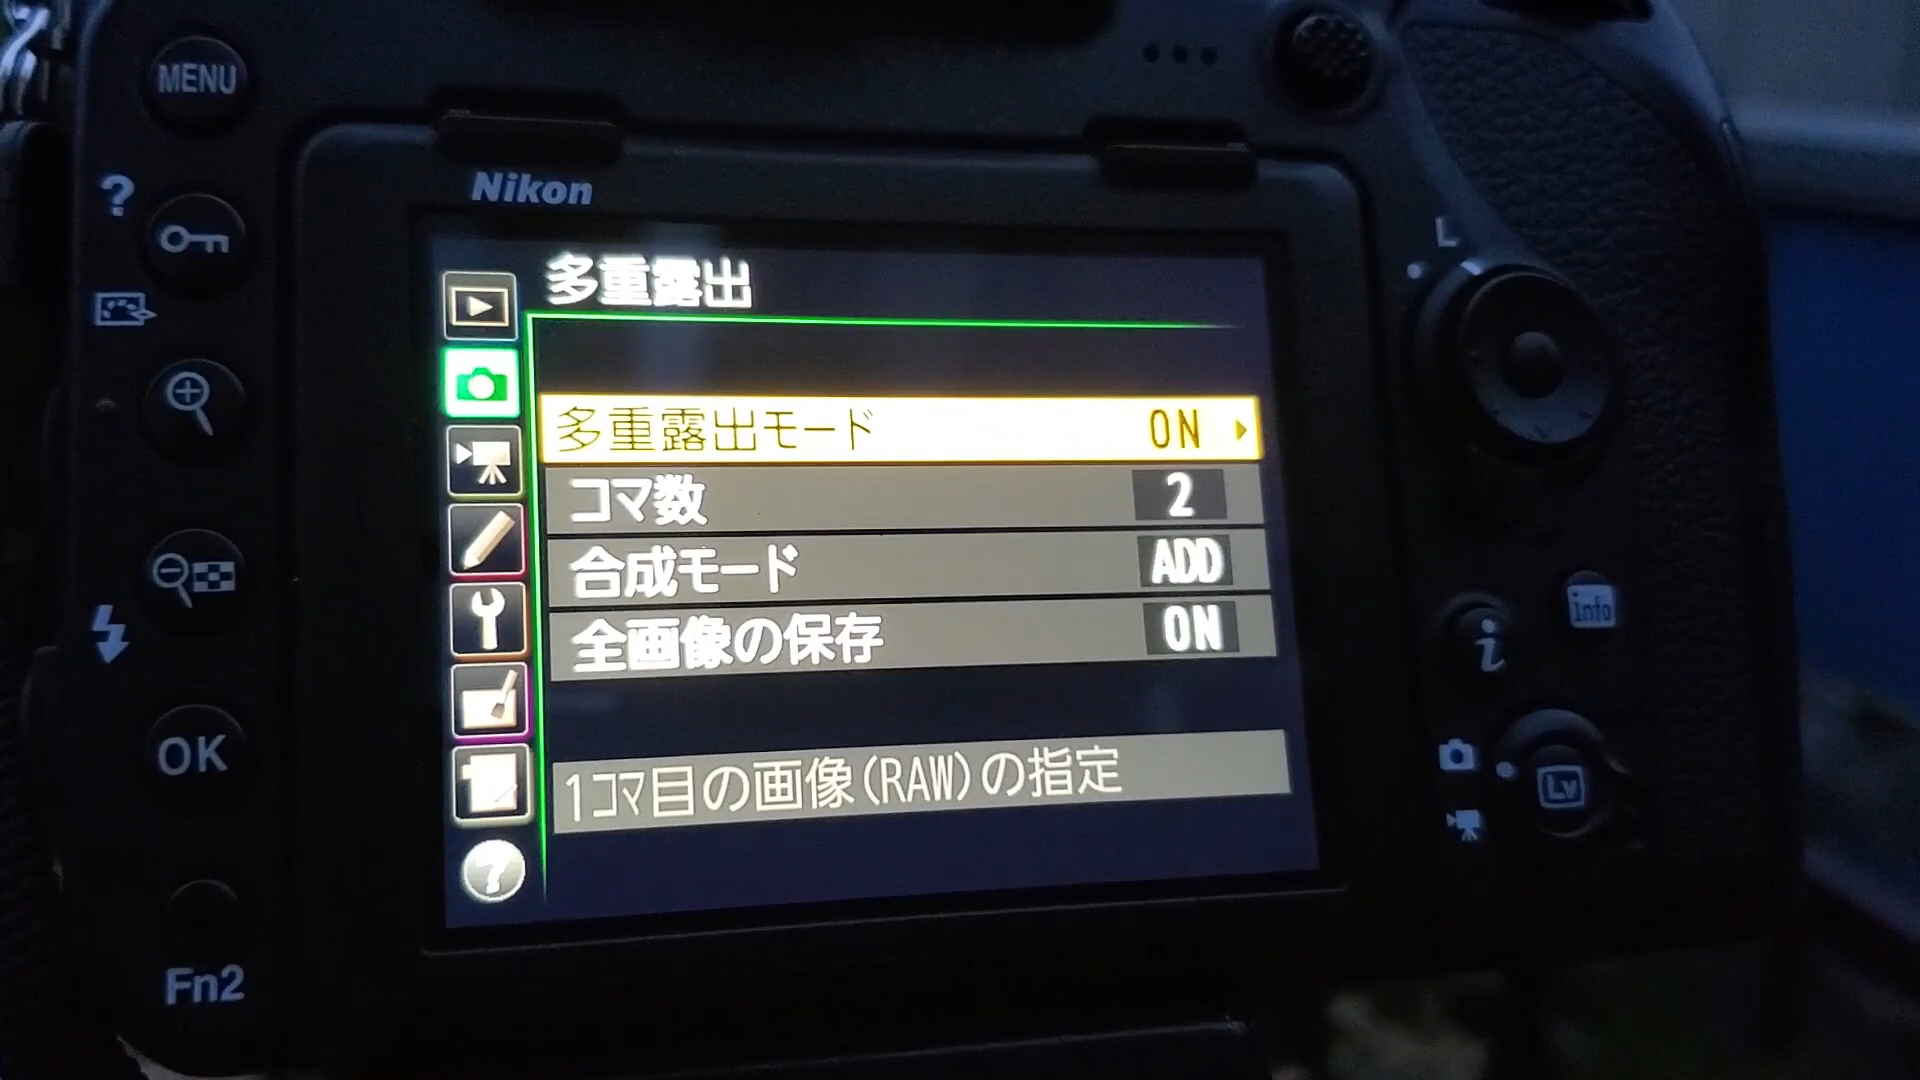 MENU
Nikon
?
L
多重露出
多重露出モード ON
コマ数 2
合成モード ADD
全画像の保存 ON
1コマ目の画像(RAW)の指定
?
OK
Fn2
info
i
Lv